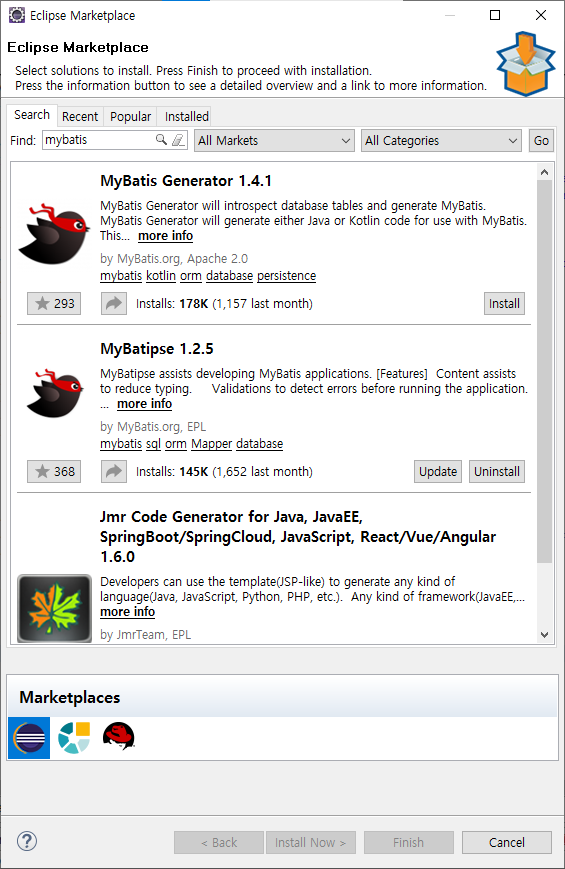 Eclipse Marketplace
Eclipse Marketplace
Select solutions to install. Press Finish to proceed with installation.
Press the information button to see a detailed overview and a link to more information.
Search Recent Popular Installed
Find: mybatis All Markets All Categories Go
MyBatis Generator 1.4.1
MyBatis Generator will introspect database tables and generate MyBatis.
MyBatis Generator will generate either Java or Kotlin code for use with MyBatis.
This... more info
by MyBatis.org, Apache 2.0
mybatis kotlin orm database persistence
293 Installs: 178K (1,157 last month) Install
MyBatipse 1.2.5
MyBatipse assists developing MyBatis applications. [Features] Content assists
to reduce typing. Validations to detect errors before running the application.
... more info
by MyBatis.org, EPL
mybatis sql orm Mapper database
368 Installs: 145K (1,652 last month) Update Uninstall
Jmr Code Generator for Java, JavaEE,
SpringBoot/SpringCloud, JavaScript, React/Vue/Angular
1.6.0
Developers can use the template(JSP-like) to generate any kind of
language(Java, JavaScript, Python, PHP, etc.). Any kind of framework(JavaEE,...
more info
by JmrTeam, EPL
Marketplaces
? < Back Install Now > Finish Cancel